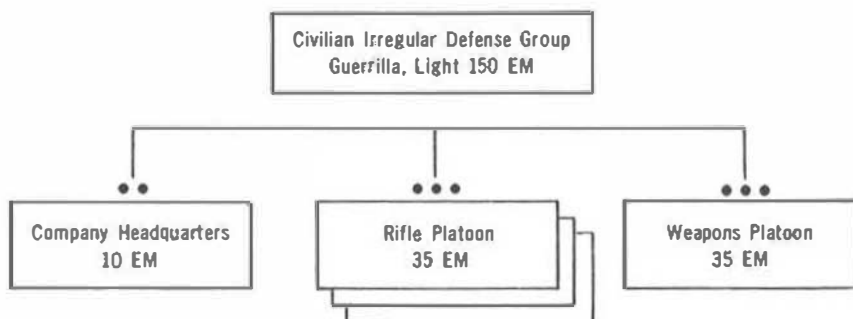 Civilian Irregular Defense Group
Guerrilla, Light 150 EM
Company Headquarters
10 EM
Rifle Platoon
35 EM
Weapons Platoon
35 EM